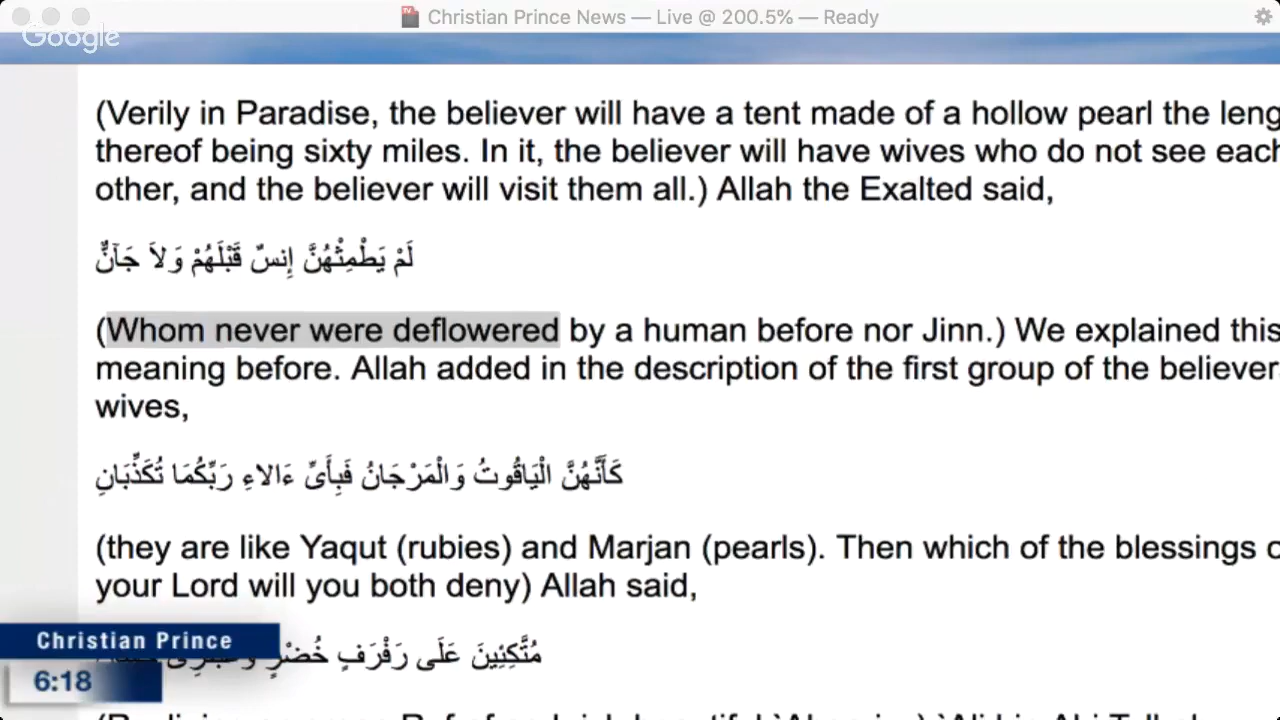 Christian Prince News — Live @ 200.5% — Ready
Google
(Verily in Paradise, the believer will have a tent made of a hollow pearl the leng
thereof being sixty miles. In it, the believer will have wives who do not see each
other, and the believer will visit them all.) Allah the Exalted said,
لَمْ يَطْمِثْهُنَّ إِنسٌ قَبْلَهُمْ وَلاَ جَآنٌّ
(Whom never were deflowered by a human before nor Jinn.) We explained this
meaning before. Allah added in the description of the first group of the believer
wives,
كَأَنَّهُنَّ الْيَاقُوتُ وَالْمَرْجَانُ فَبِأَىِّ ءَالاءِ رَبِّكُمَا تُكَذِّبَانِ
(they are like Yaqut (rubies) and Marjan (pearls). Then which of the blessings o
your Lord will you both deny) Allah said,
مُتَّكِئِينَ عَلَى رَفْرَفٍ خُضْرٍ
Christian Prince
6:18